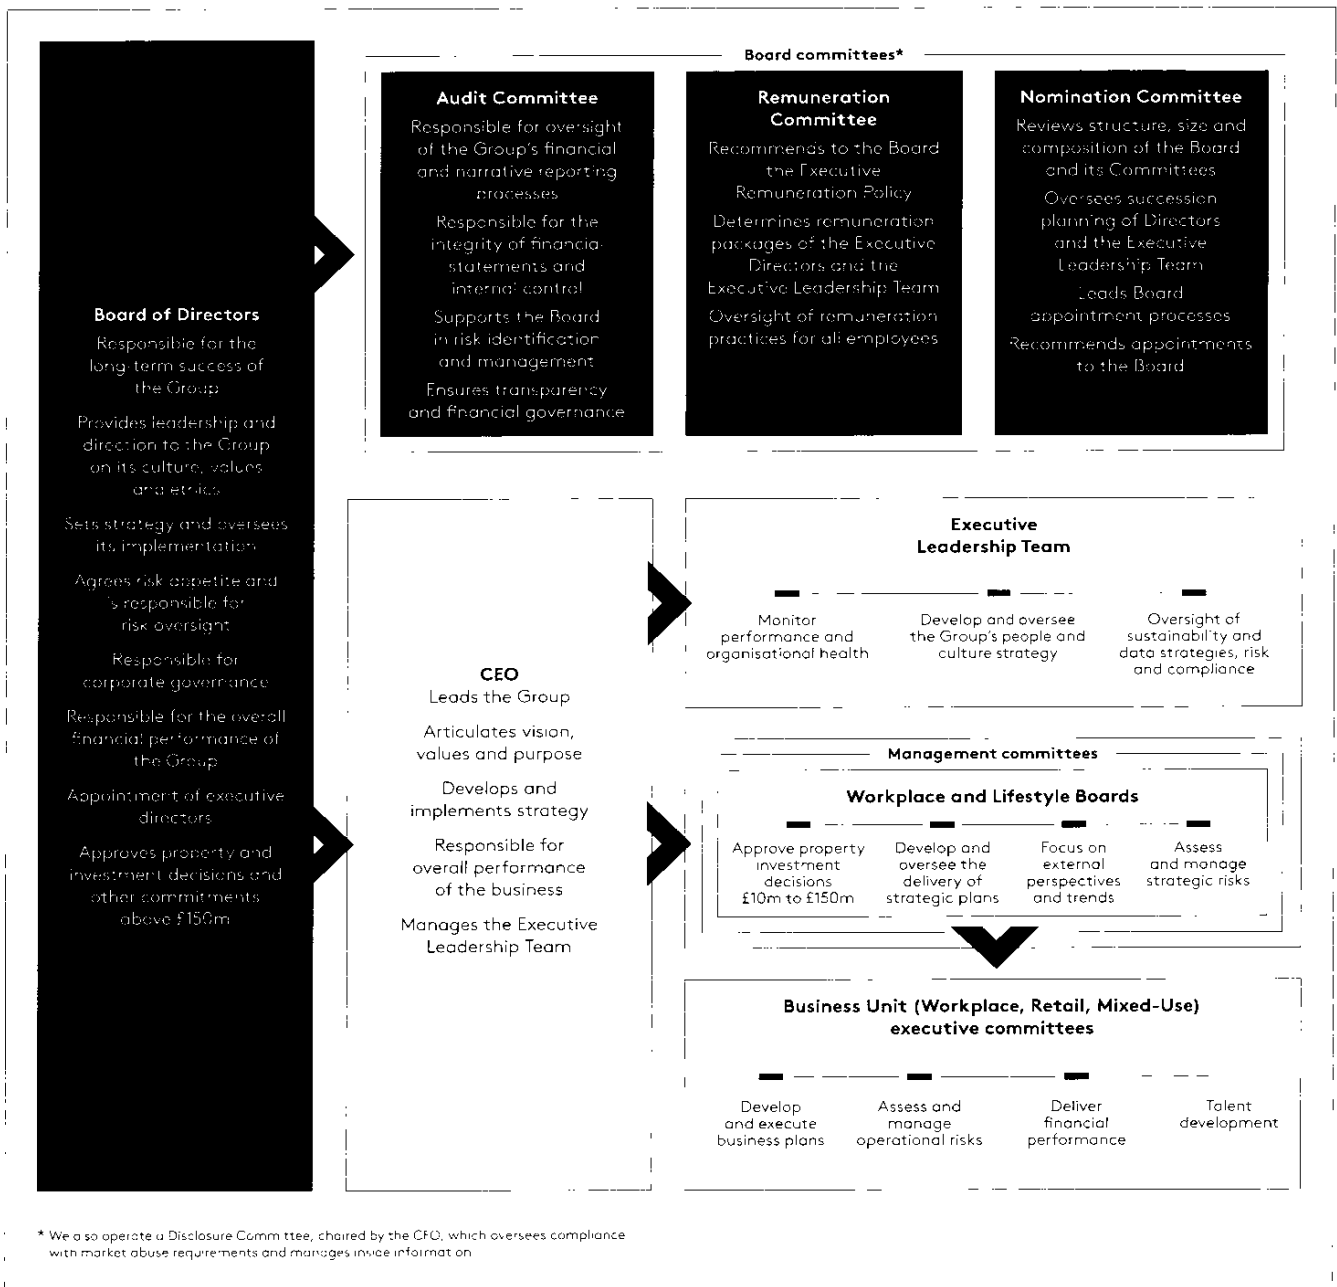 Board of Directors
Responsible for the
long-term success of
the Group
Provides leadership and
direction to the Group
on its culture, values
and ethics
Sets strategy and oversees
its implementation
Agrees risk appetite and
is responsible for
risk oversight
Responsible for
corporate governance
Responsible for the overall
financial performance of
the Group
Appointment of executive
directors
Approves property and
investment decisions and
other commitments
above £150m
Board committees*
Audit Committee
Responsible for oversight
of the Group's financial
and narrative reporting
processes
Responsible for the
integrity of financial
statements and
internal control
Supports the Board
in risk identification
and management
Ensures transparency
and financial governance
Remuneration
Committee
Recommends to the Board
the Executive
Remuneration Policy
Determines remuneration
packages of the Executive
Directors and the
Executive Leadership Team
Oversight of remuneration
practices for all employees
Nomination Committee
Reviews structure, size and
composition of the Board
and its Committees
Oversees succession
planning of Directors
and the Executive
Leadership Team
Leads Board
appointment processes
Recommends appointments
to the Board
CEO
Leads the Group
Articulates vision,
values and purpose
Develops and
implements strategy
Responsible for
overall performance
of the business
Manages the Executive
Leadership Team
Executive
Leadership Team
Monitor
performance and
organisational health
Develop and oversee
the Group's people and
culture strategy
Oversight of
sustainability and
data strategies, risk
and compliance
Management committees
Workplace and Lifestyle Boards
Approve property
investment
decisions
£10m to £150m
Develop and
oversee the
delivery of
strategic plans
Focus on
external
perspectives
and trends
Assess
and manage
strategic risks
Business Unit (Workplace, Retail, Mixed-Use)
executive committees
Develop
and execute
business plans
Assess and
manage
operational risks
Deliver
financial
performance
Talent
development
* We also operate a Disclosure Committee, chaired by the CFO, which oversees compliance
with market abuse requirements and manages inside information